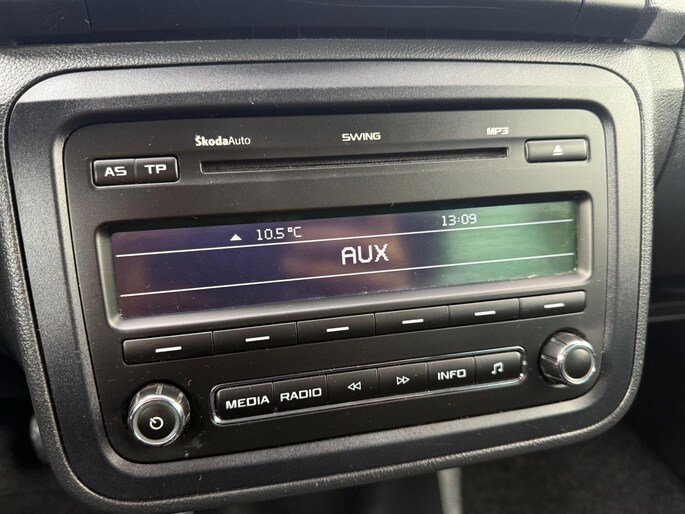 ŠkodaAuto SWING MP3
AS TP
10.5°C 13:09
AUX
MEDIA RADIO INFO